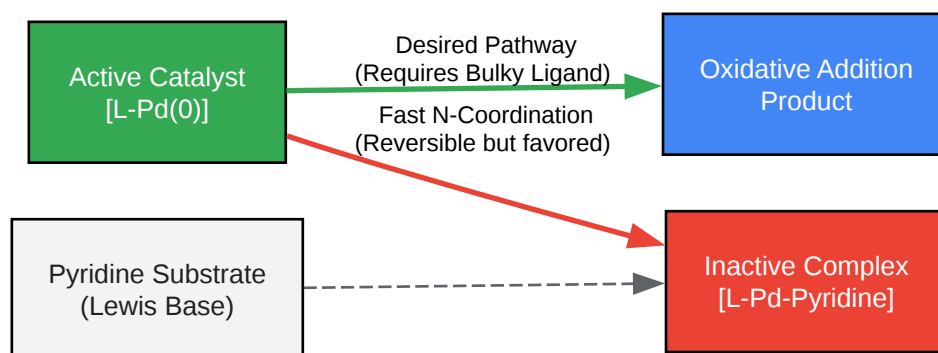 Active Catalyst
[L-Pd(0)]
Desired Pathway
(Requires Bulky Ligand)
Oxidative Addition
Product
Fast N-Coordination
(Reversible but favored)
Pyridine Substrate
(Lewis Base)
Inactive Complex
[L-Pd-Pyridine]